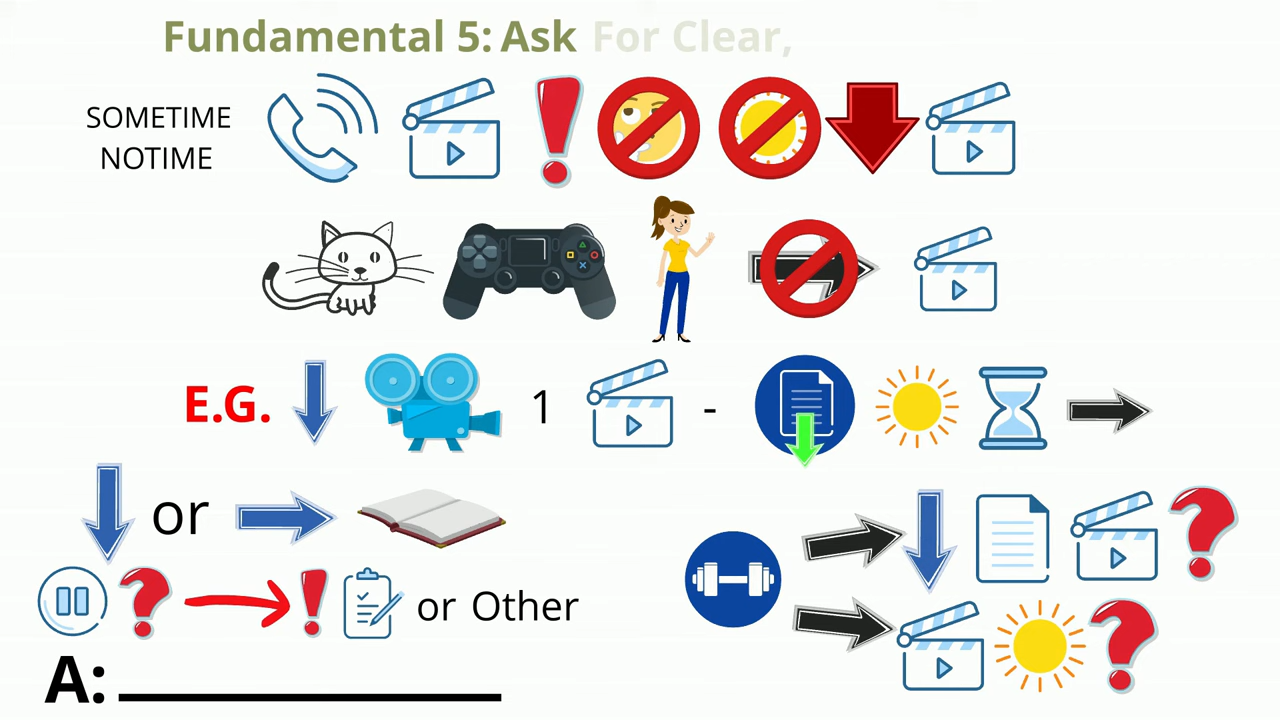 Fundamental 5: Ask For Clear,
SOMETIME
NOTIME
E.G.
1
-
or
or Other
A: